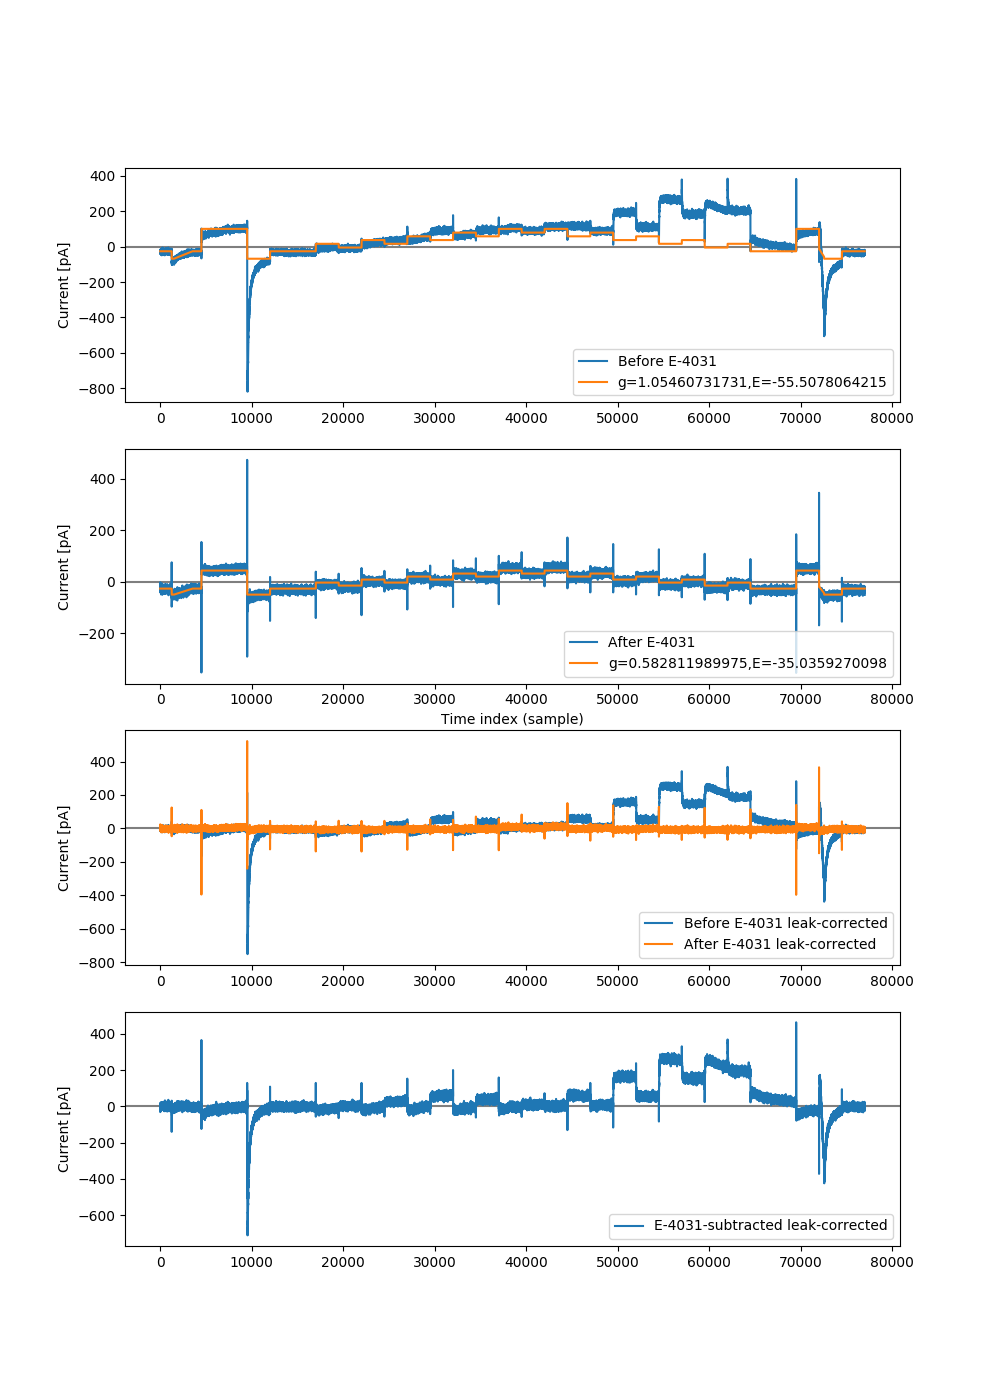 400
200
0
−200
−400
−600
−800
Current [pA]
Before E-4031
g=1.05460731731,E=-55.5078064215
0 10000 20000 30000 40000 50000 60000 70000 80000
400
200
0
−200
Current [pA]
After E-4031
g=0.582811989975,E=-35.0359270098
0 10000 20000 30000 40000 50000 60000 70000 80000
Time index (sample)
400
200
0
−200
−400
−600
−800
Current [pA]
Before E-4031 leak-corrected
After E-4031 leak-corrected
0 10000 20000 30000 40000 50000 60000 70000 80000
400
200
0
−200
−400
−600
Current [pA]
E-4031-subtracted leak-corrected
0 10000 20000 30000 40000 50000 60000 70000 80000